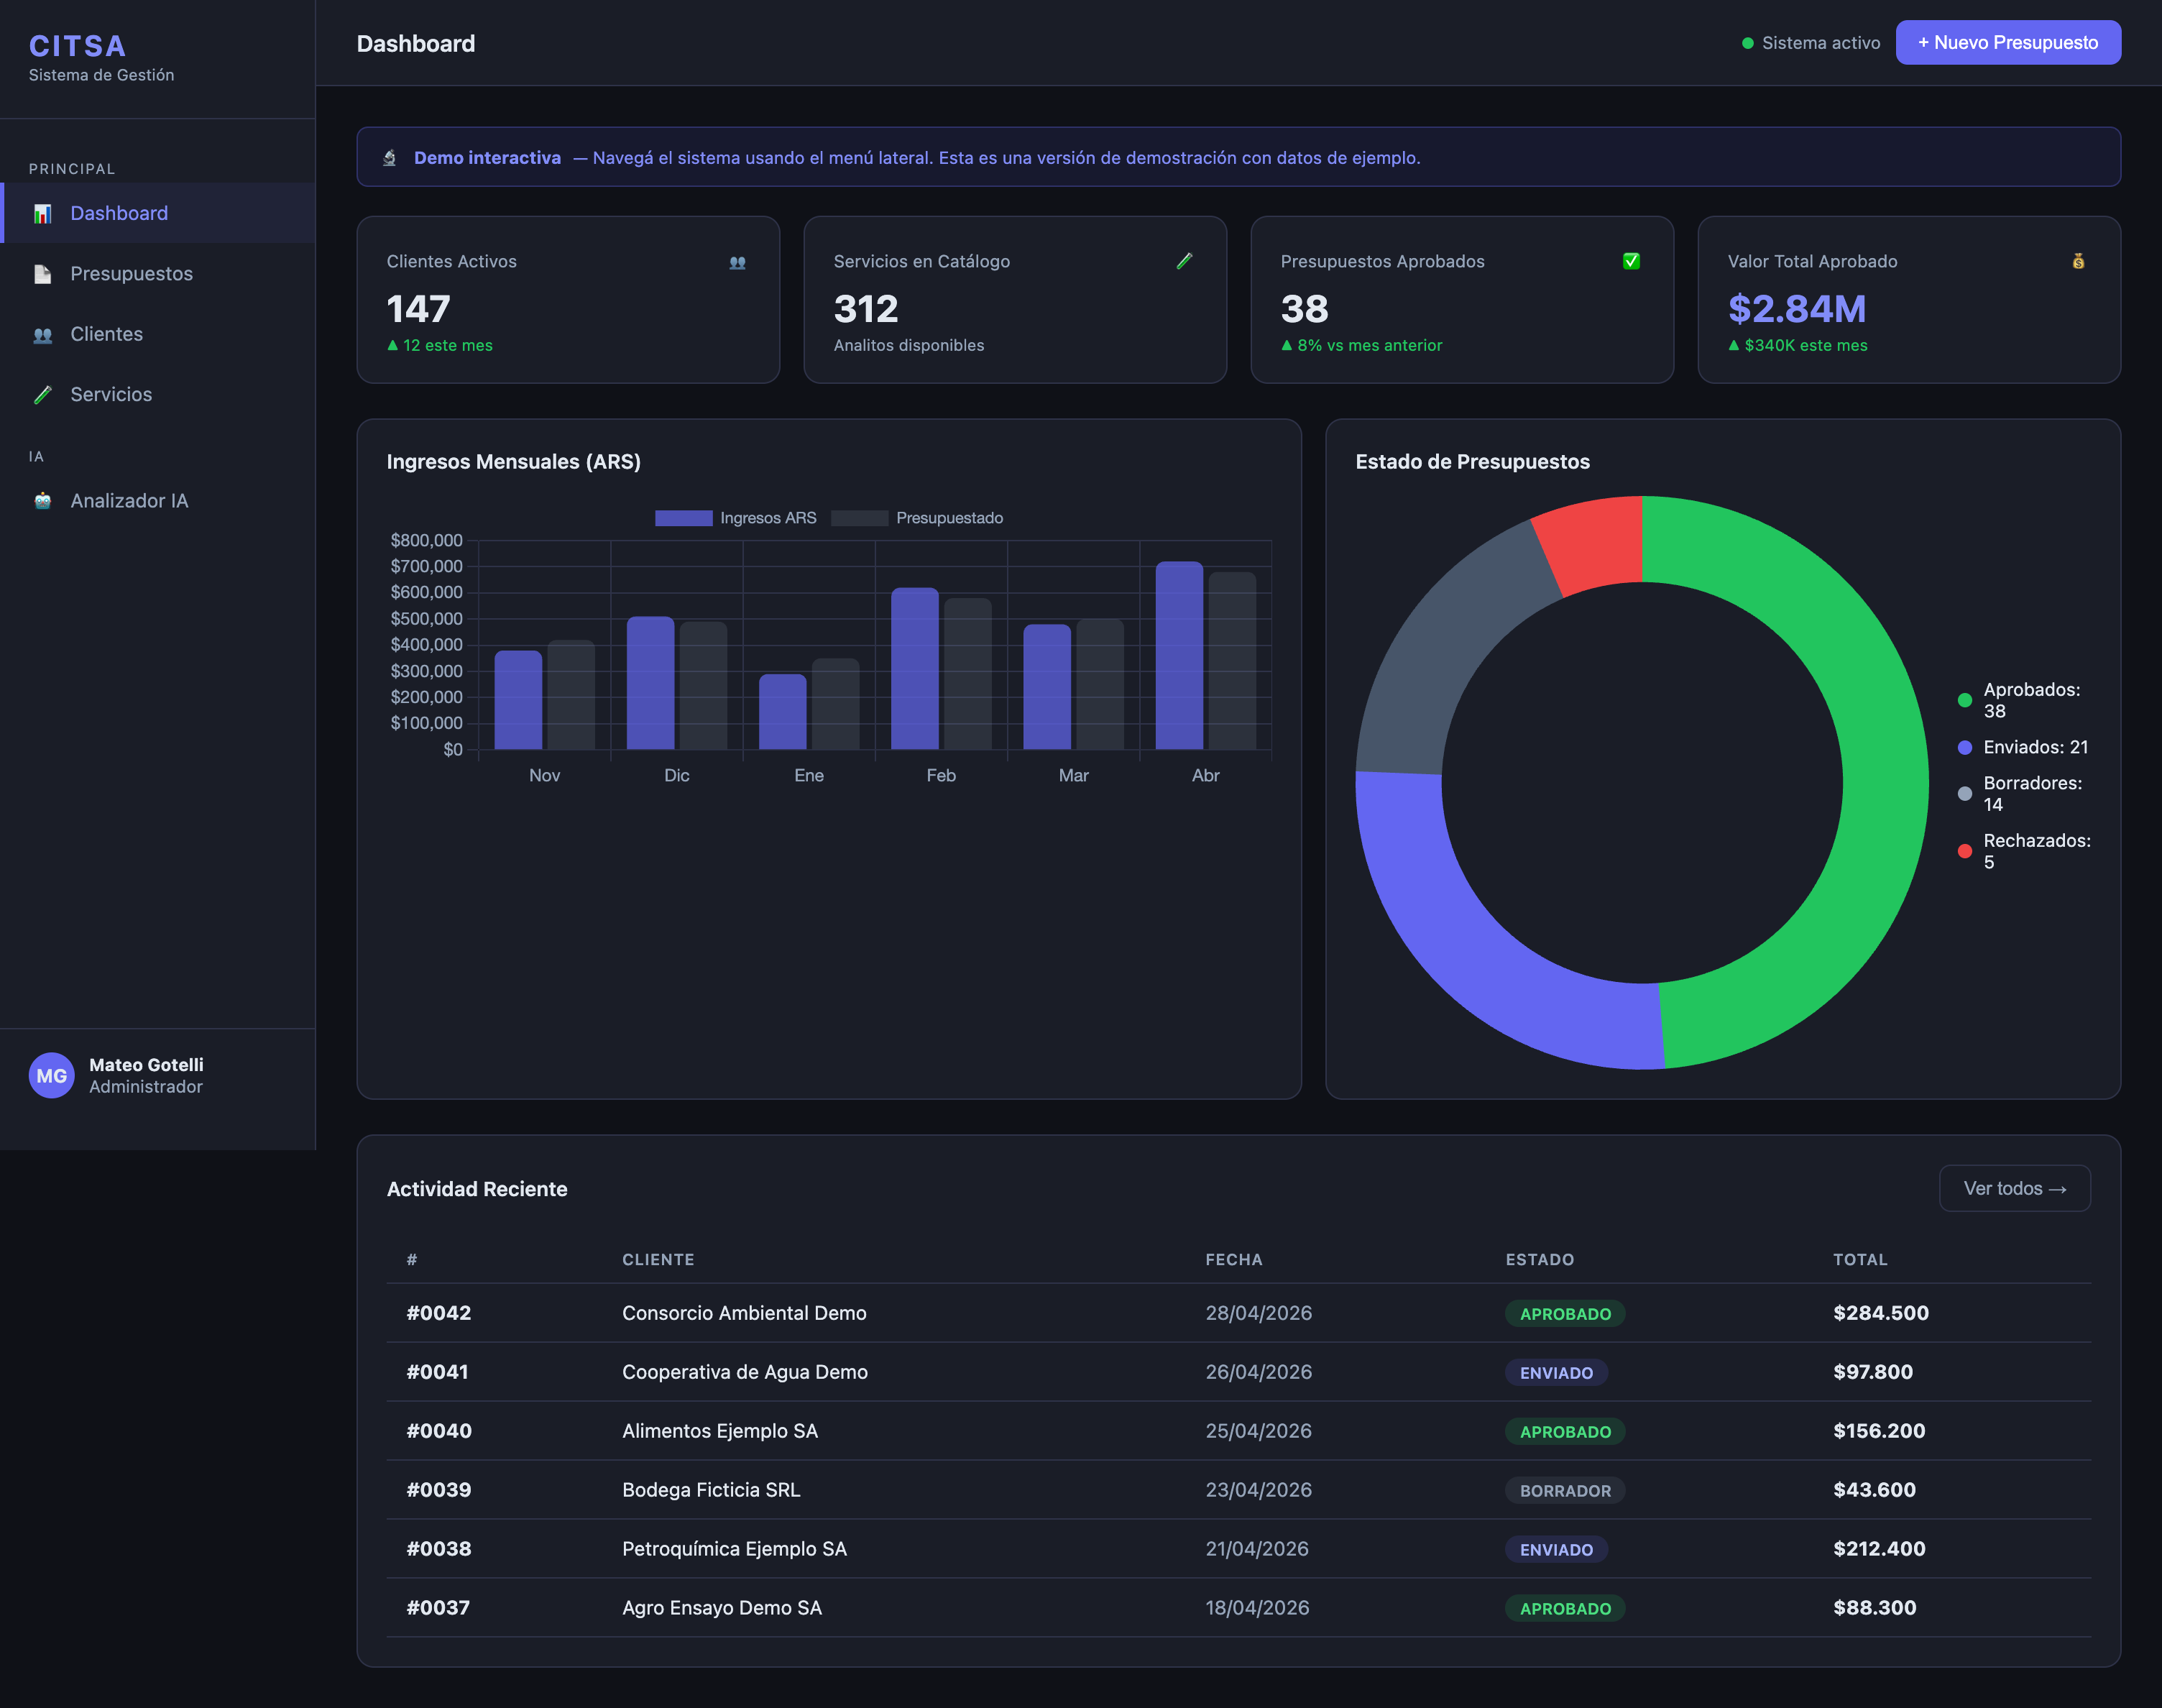 CITSA
Sistema de Gestión
PRINCIPAL
Dashboard
Presupuestos
Clientes
Servicios
IA
Analizador IA
MG
Mateo Gotelli
Administrador
Dashboard
Sistema activo
+ Nuevo Presupuesto
Demo interactiva — Navegá el sistema usando el menú lateral. Esta es una versión de demostración con datos de ejemplo.
Clientes Activos
147
▲ 12 este mes
Servicios en Catálogo
312
Analitos disponibles
Presupuestos Aprobados
38
▲ 8% vs mes anterior
Valor Total Aprobado
$2.84M
▲ $340K este mes
Ingresos Mensuales (ARS)
Ingresos ARS Presupuestado
$800,000
$700,000
$600,000
$500,000
$400,000
$300,000
$200,000
$100,000
$0
Nov Dic Ene Feb Mar Abr
Estado de Presupuestos
Aprobados:
38
Enviados: 21
Borradores:
14
Rechazados:
5
Actividad Reciente
Ver todos →
# CLIENTE FECHA ESTADO TOTAL
#0042 Consorcio Ambiental Demo 28/04/2026 APROBADO $284.500
#0041 Cooperativa de Agua Demo 26/04/2026 ENVIADO $97.800
#0040 Alimentos Ejemplo SA 25/04/2026 APROBADO $156.200
#0039 Bodega Ficticia SRL 23/04/2026 BORRADOR $43.600
#0038 Petroquímica Ejemplo SA 21/04/2026 ENVIADO $212.400
#0037 Agro Ensayo Demo SA 18/04/2026 APROBADO $88.300